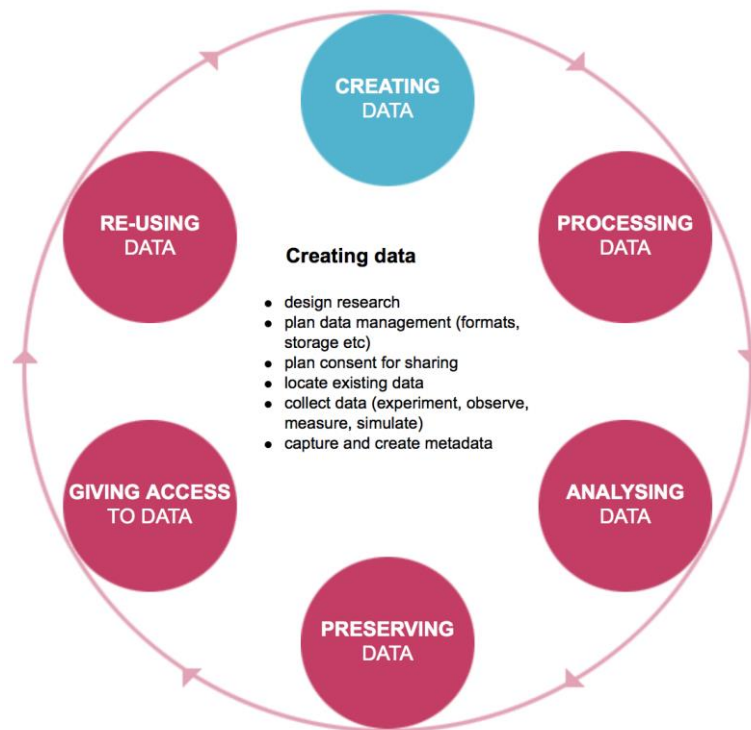 CREATING
DATA
RE-USING
DATA
PROCESSING
DATA
Creating data
● design research
● plan data management (formats,
storage etc)
● plan consent for sharing
● locate existing data
● collect data (experiment, observe,
measure, simulate)
● capture and create metadata
GIVING ACCESS
TO DATA
ANALYSING
DATA
PRESERVING
DATA